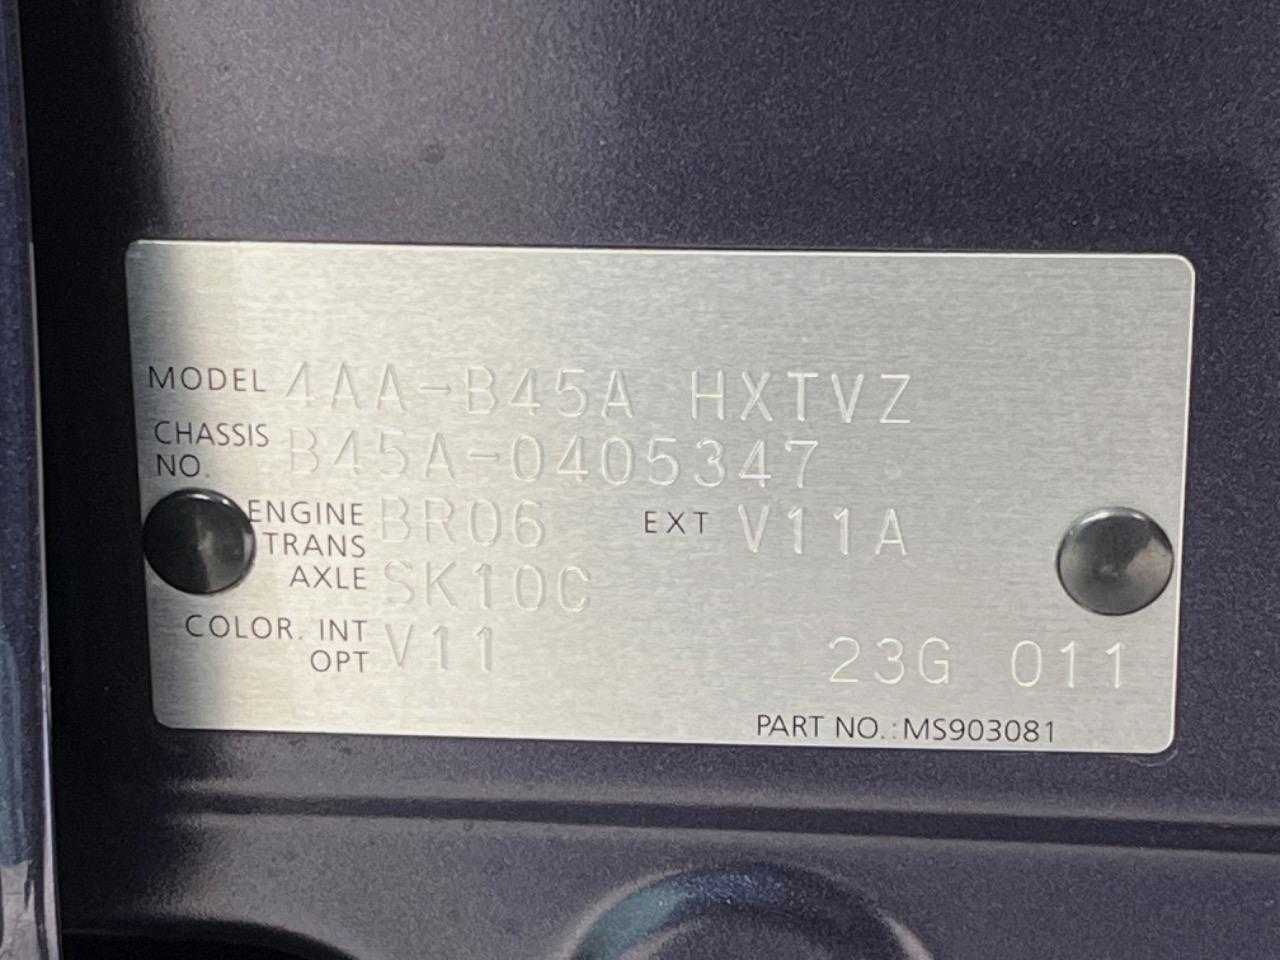 MODEL 4AA-B45A HXTVZ
CHASSIS NO. B45A-0405347
ENGINE BR06 EXT V11A
TRANS
AXLE SK10C
COLOR. INT V11
OPT 23G 011
PART NO.:MS903081